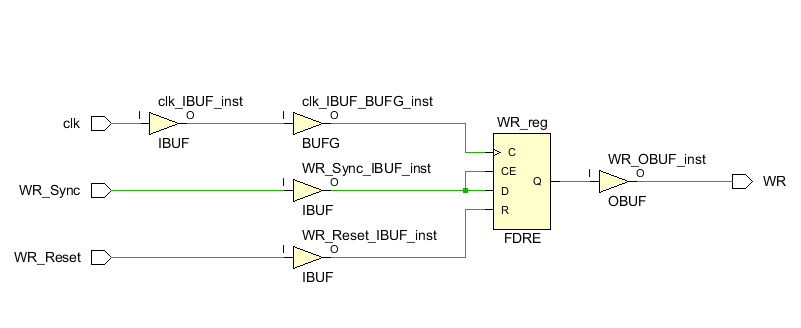 clk_IBUF_inst
clk_IBUF_BUFG_inst
clk
I
O
I
O
IBUF
BUFG
WR_reg
C
CE
D
R
Q
FDRE
WR_Sync
WR_Sync_IBUF_inst
I
O
IBUF
WR_OBUF_inst
I
O
OBUF
WR
WR_Reset
WR_Reset_IBUF_inst
I
O
IBUF